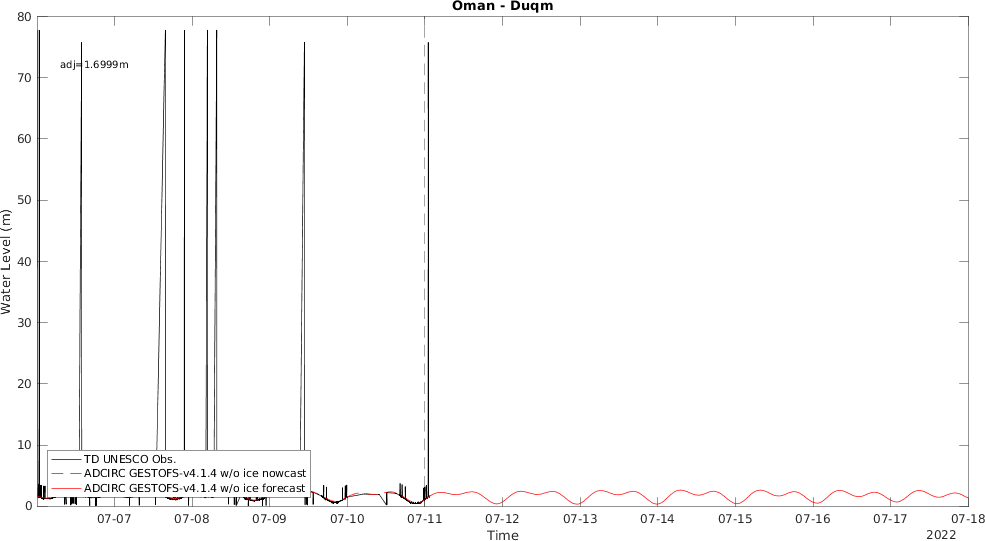 Oman - Duqm
80
adj=1.6999m
70
60
50
40
30
20
10
0
Water Level (m)
TD UNESCO Obs.
ADCIRC GESTOFS-v4.1.4 w/o ice nowcast
ADCIRC GESTOFS-v4.1.4 w/o ice forecast
07-07 07-08 07-09 07-10 07-11 07-12 07-13 07-14 07-15 07-16 07-17 07-18
Time
2022